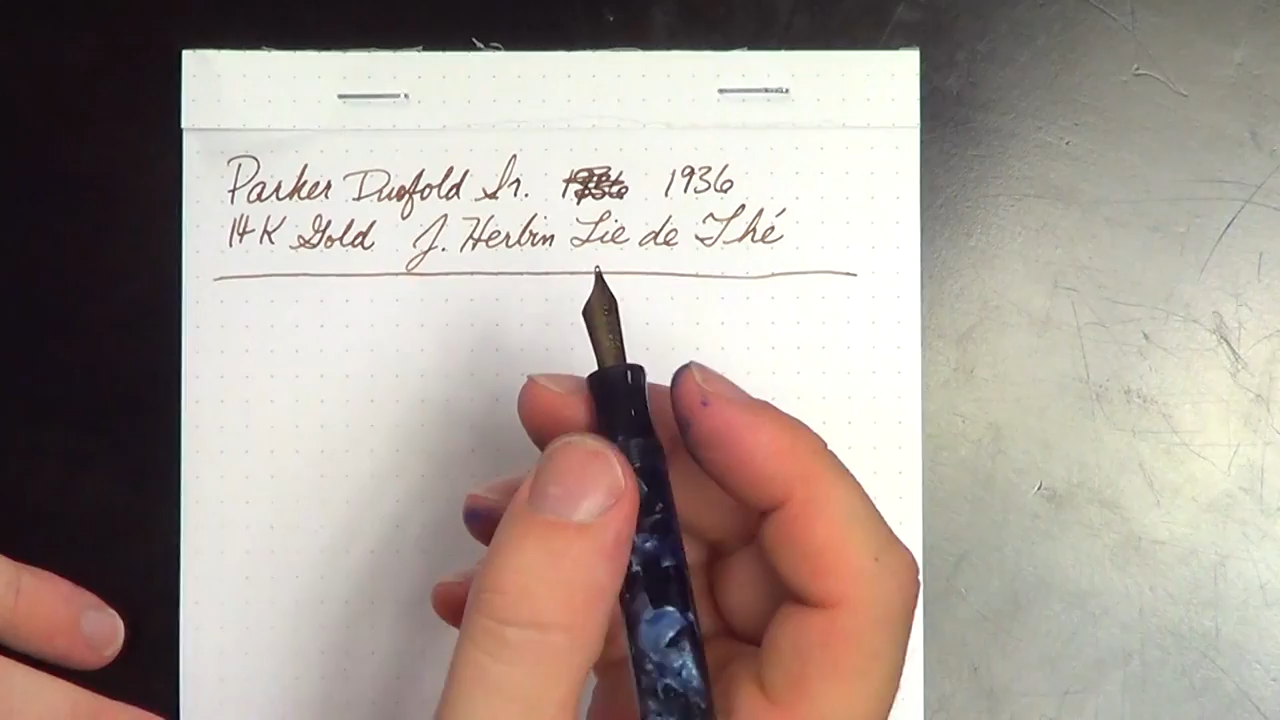 Parker Duofold Sr. 1936
14K Gold J. Herbin Lie de Thé